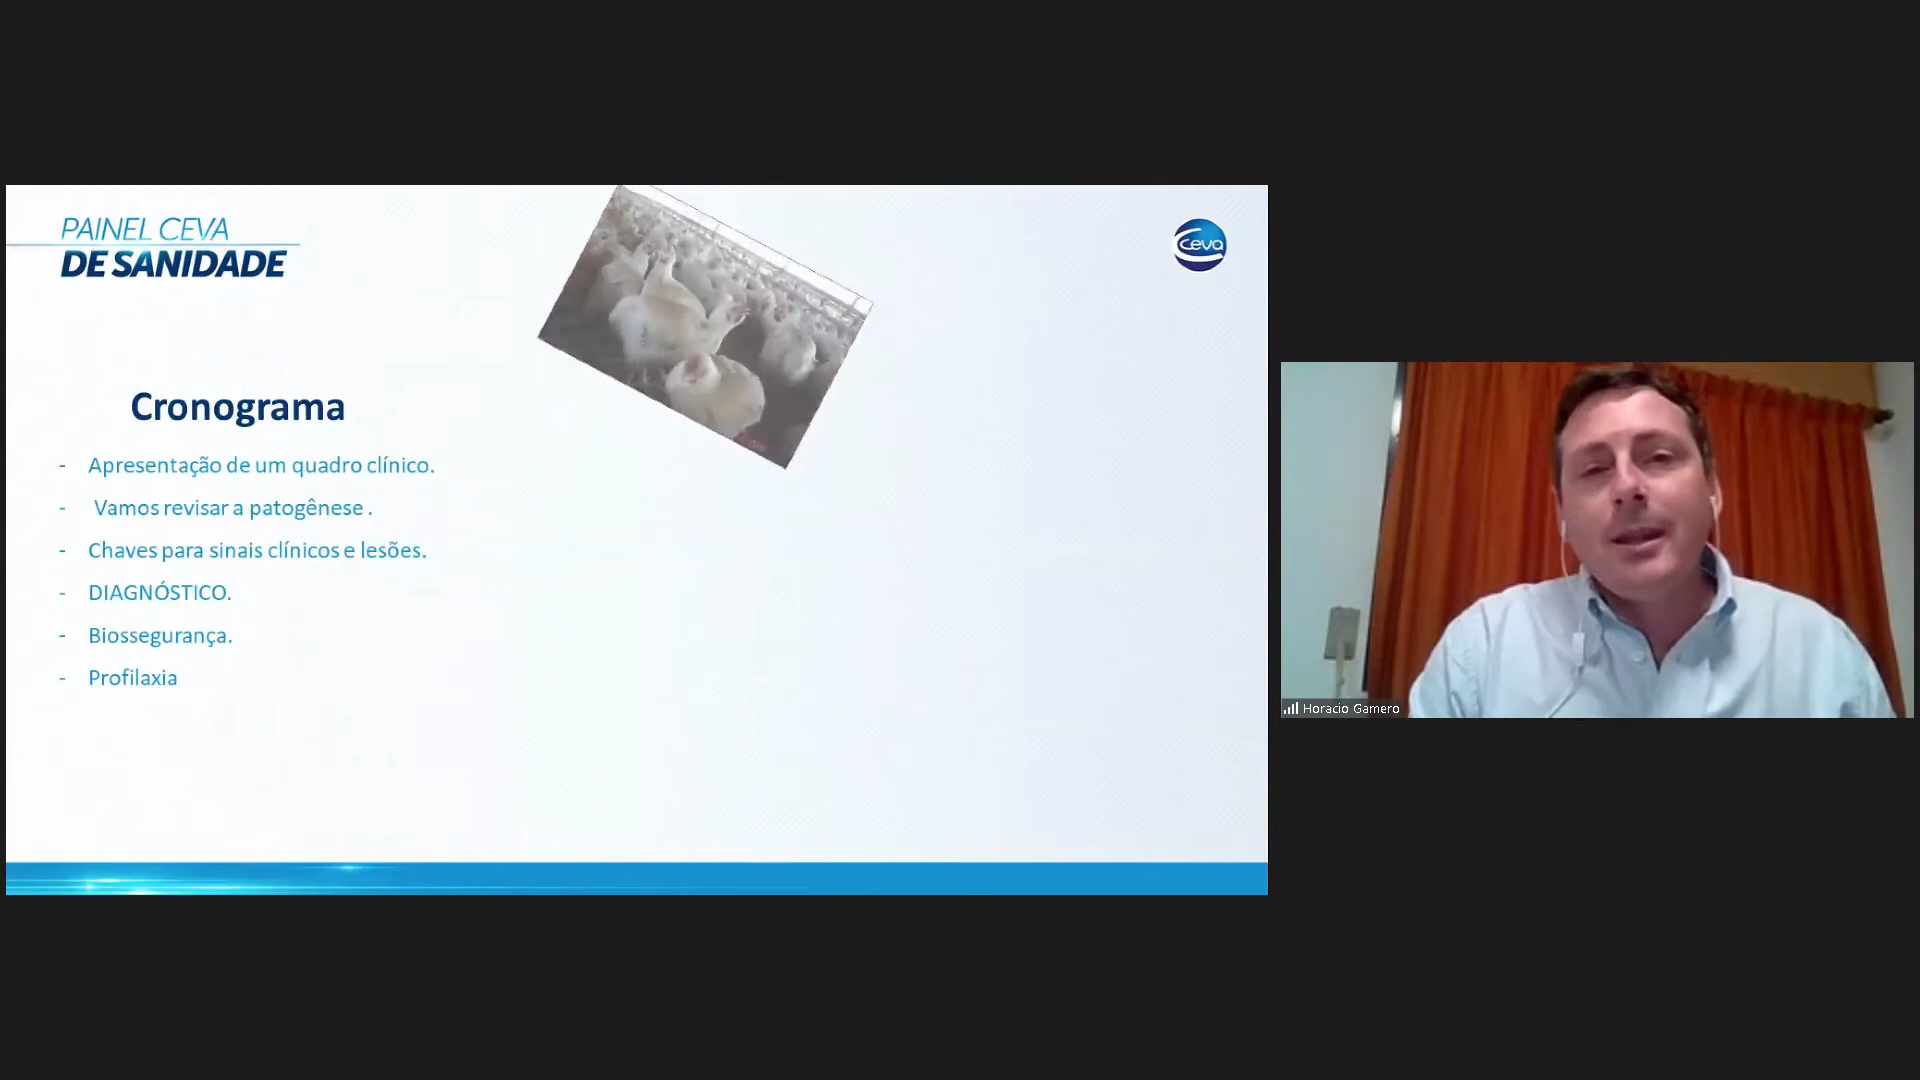 PAINEL CEVA
DE SANIDADE
Ceva
Cronograma
- Apresentação de um quadro clínico.
- Vamos revisar a patogênese .
- Chaves para sinais clínicos e lesões.
- DIAGNÓSTICO.
- Biossegurança.
- Profilaxia
Horacio Gamero